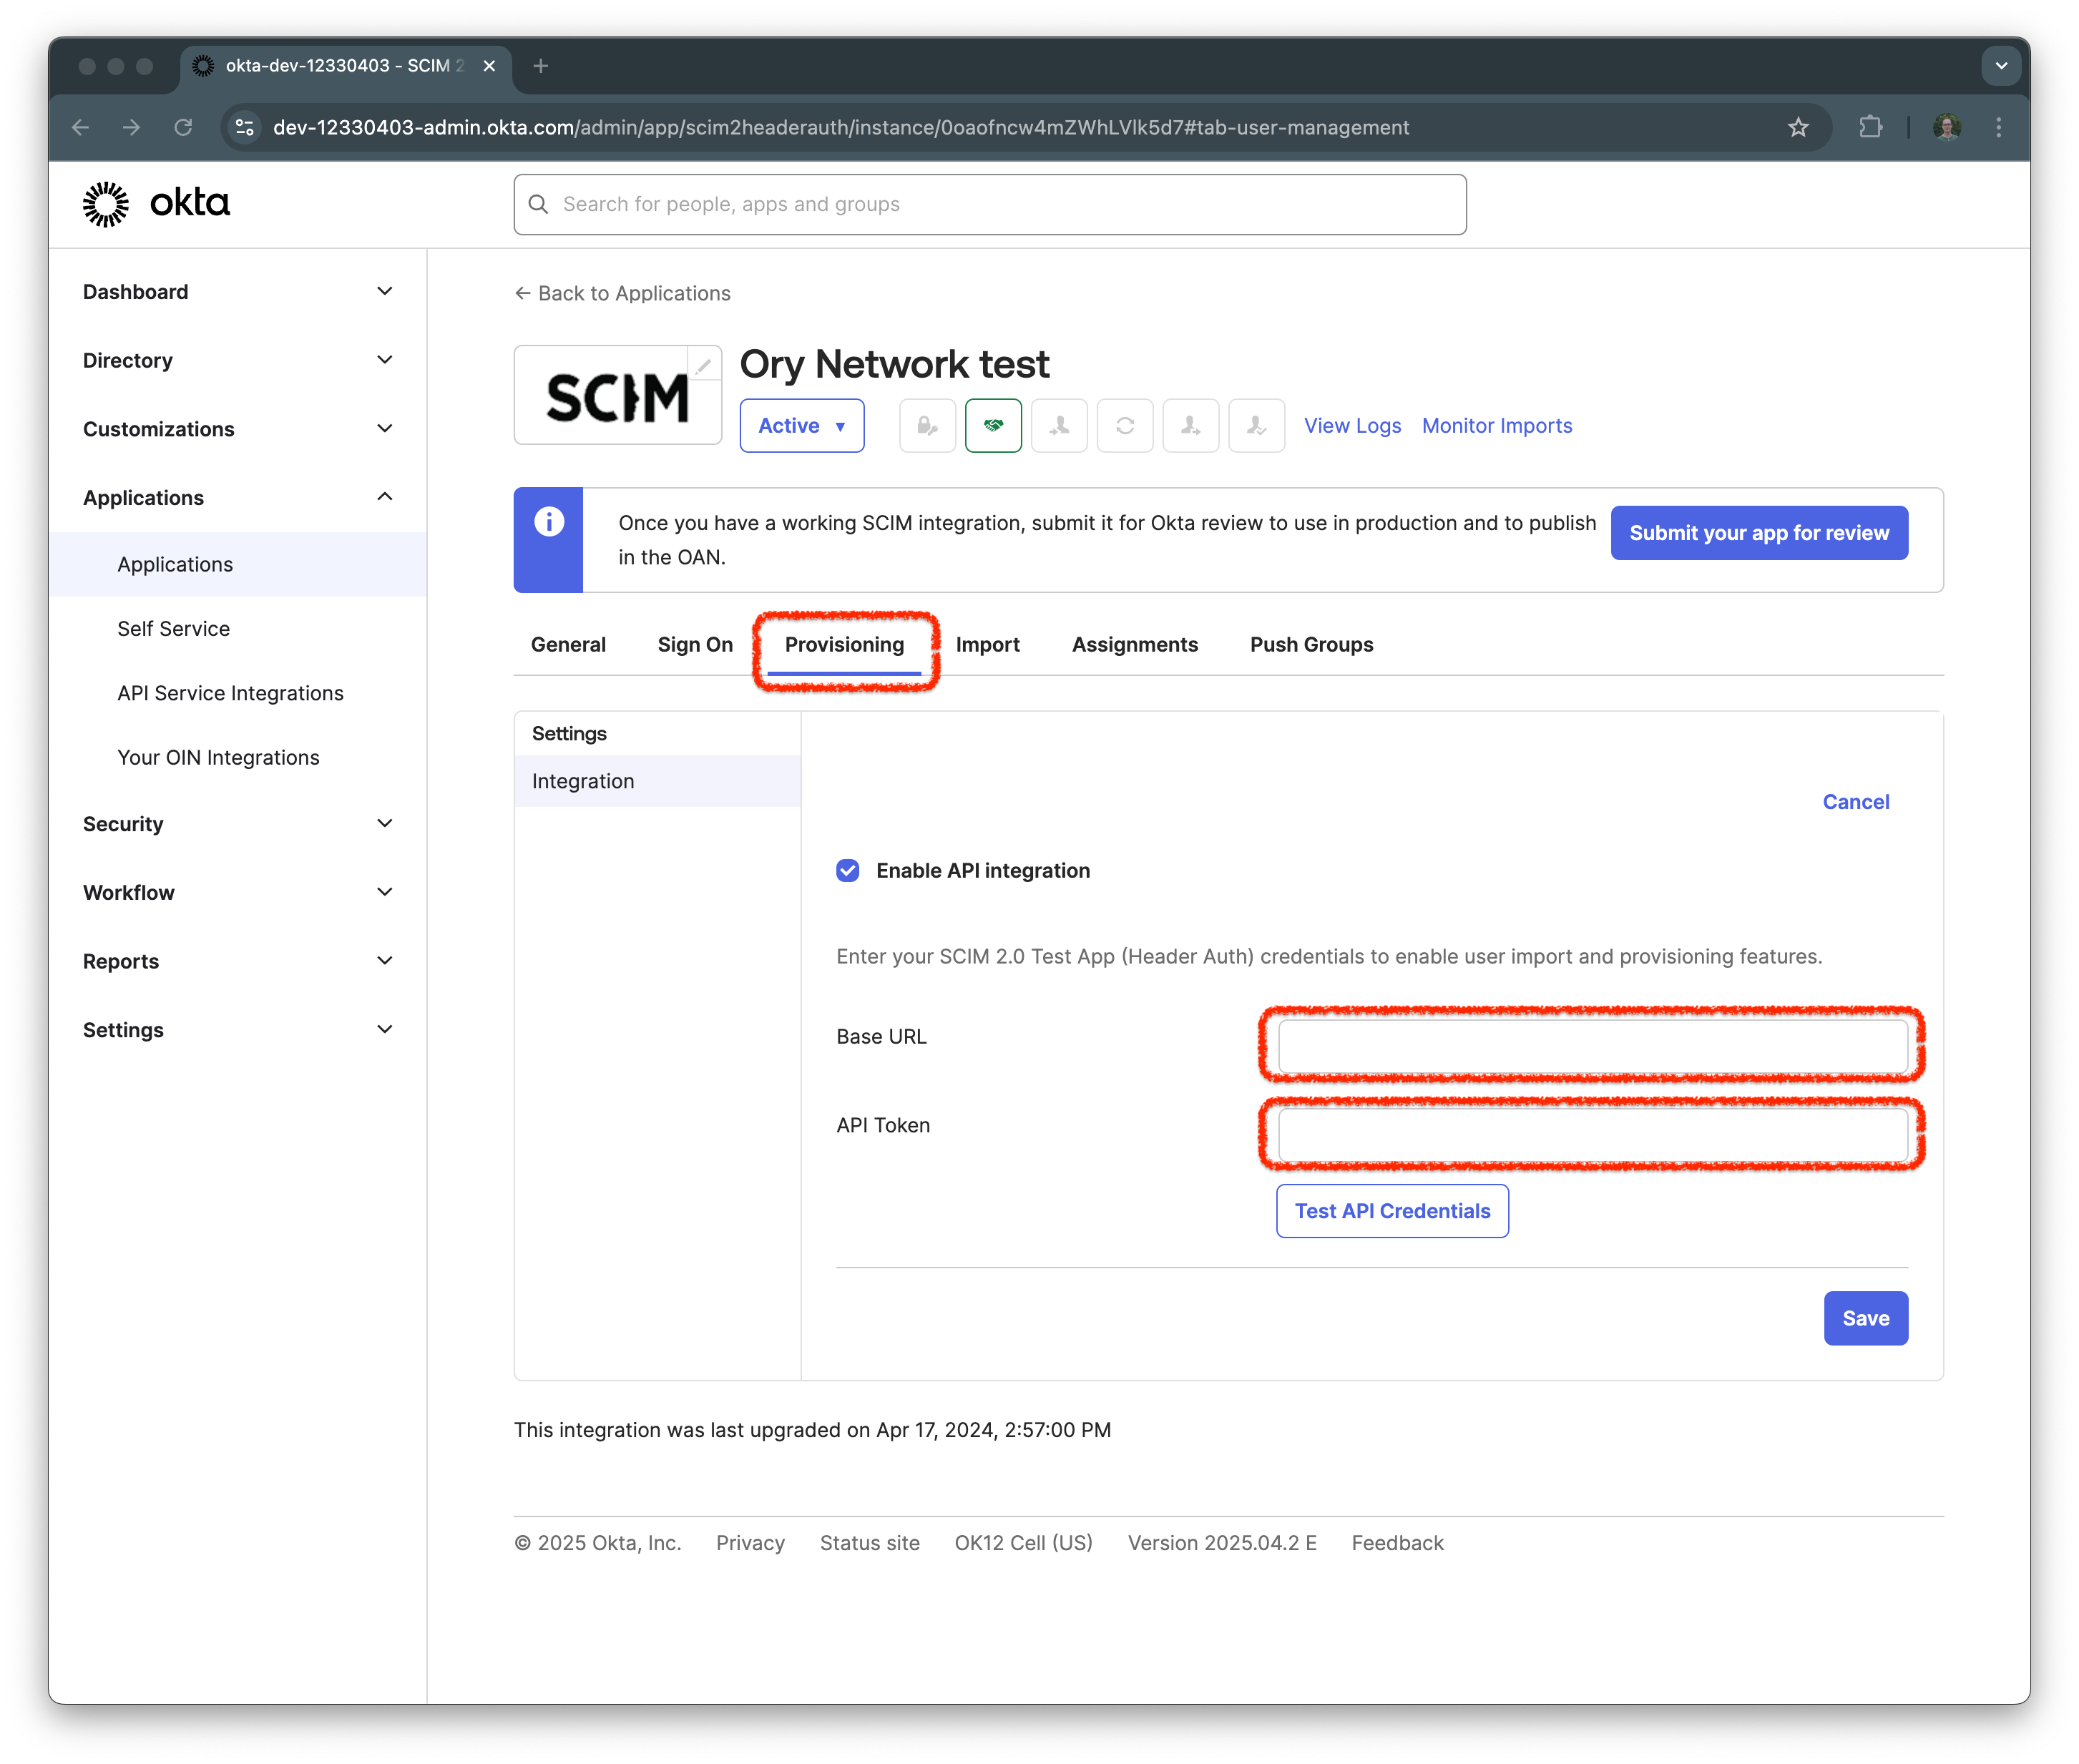 okta-dev-12330403 - SCIM 2
dev-12330403-admin.okta.com/admin/app/scim2headerauth/instance/0oaofncw4mZWhLVlk5d7#tab-user-management
okta
Search for people, apps and groups
Dashboard
Directory
Customizations
Applications
Applications
Self Service
API Service Integrations
Your OIN Integrations
Security
Workflow
Reports
Settings
← Back to Applications
SCIM
Ory Network test
Active ▼
View Logs
Monitor Imports
Once you have a working SCIM integration, submit it for Okta review to use in production and to publish
in the OAN.
Submit your app for review
General
Sign On
Provisioning
Import
Assignments
Push Groups
Settings
Integration
Cancel
Enable API integration
Enter your SCIM 2.0 Test App (Header Auth) credentials to enable user import and provisioning features.
Base URL
API Token
Test API Credentials
Save
This integration was last upgraded on Apr 17, 2024, 2:57:00 PM
© 2025 Okta, Inc.
Privacy
Status site
OK12 Cell (US)
Version 2025.04.2 E
Feedback